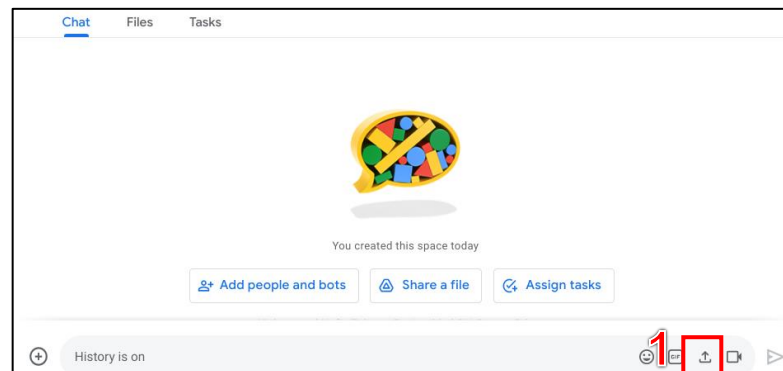 Chat Files Tasks
You created this space today
Add people and bots Share a file Assign tasks
History is on 1 GIF